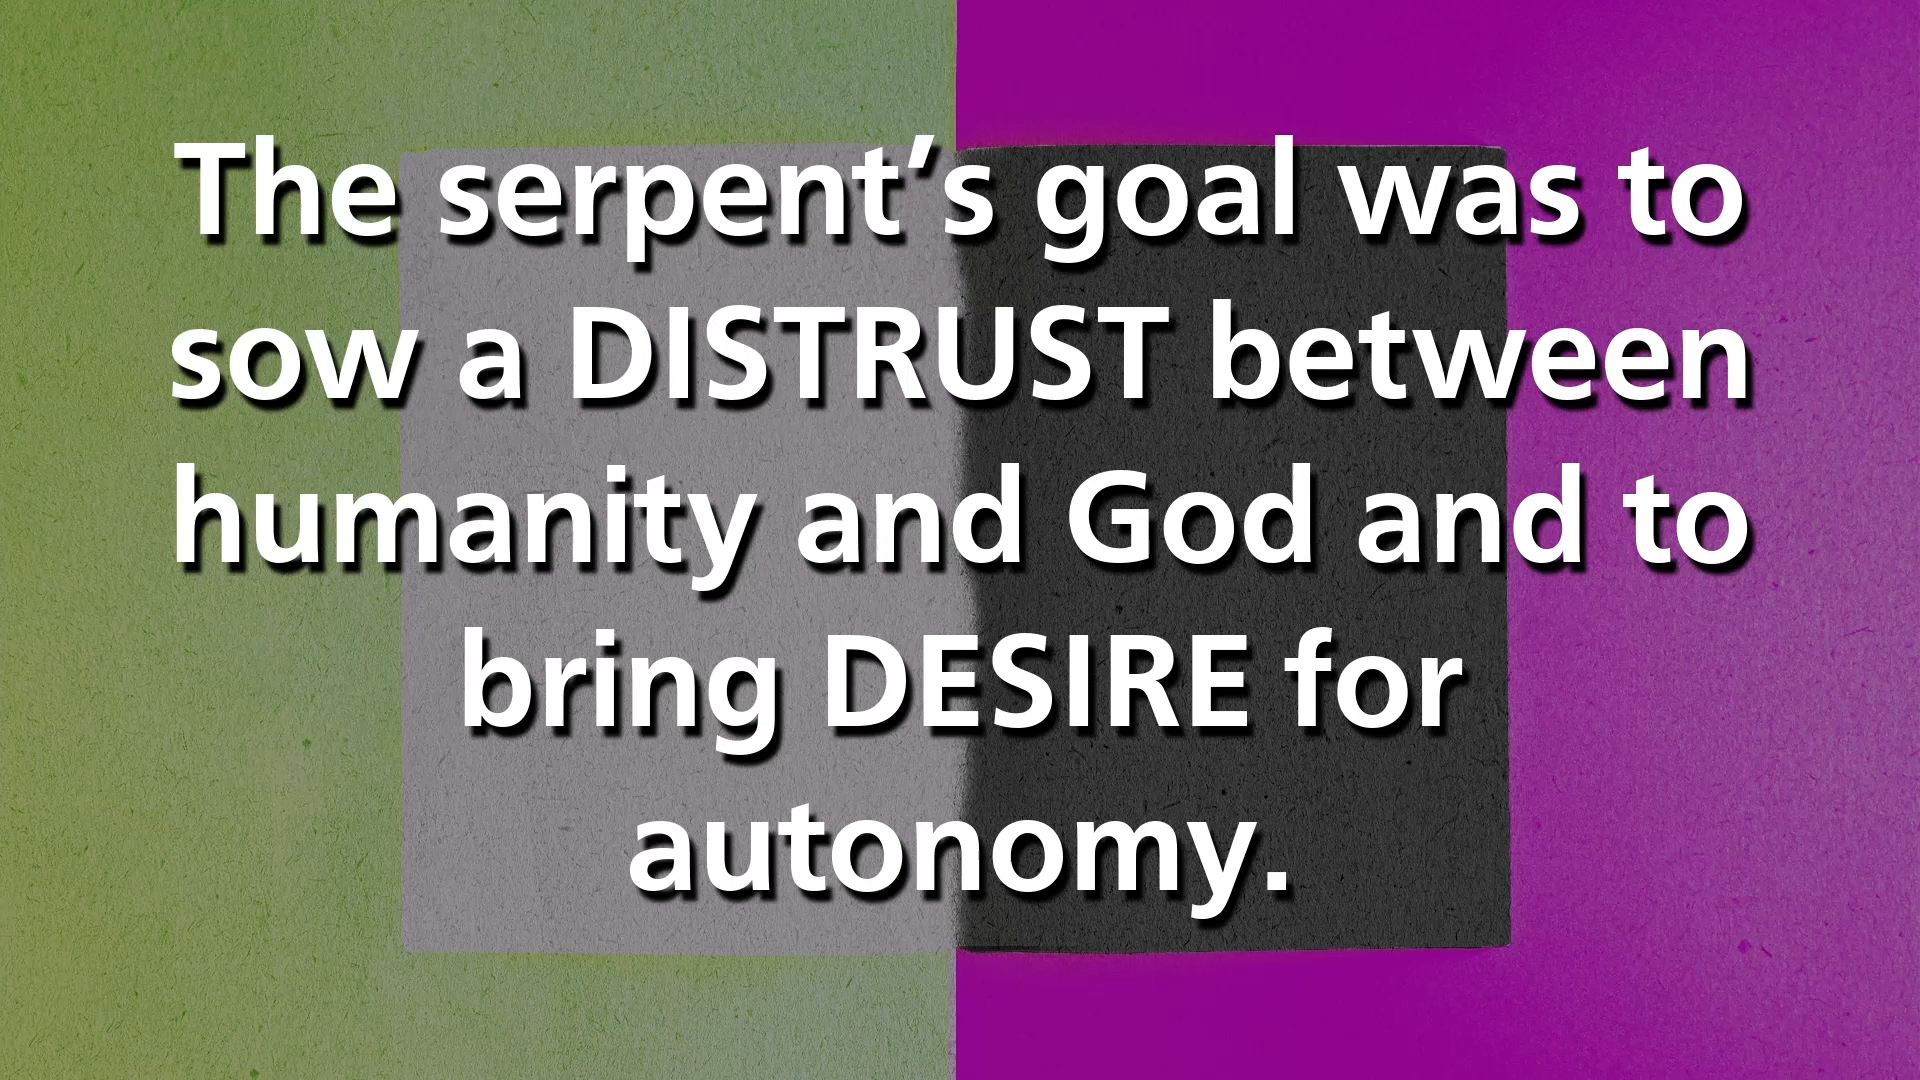 The serpent’s goal was to
sow a DISTRUST between
humanity and God and to
bring DESIRE for
autonomy.